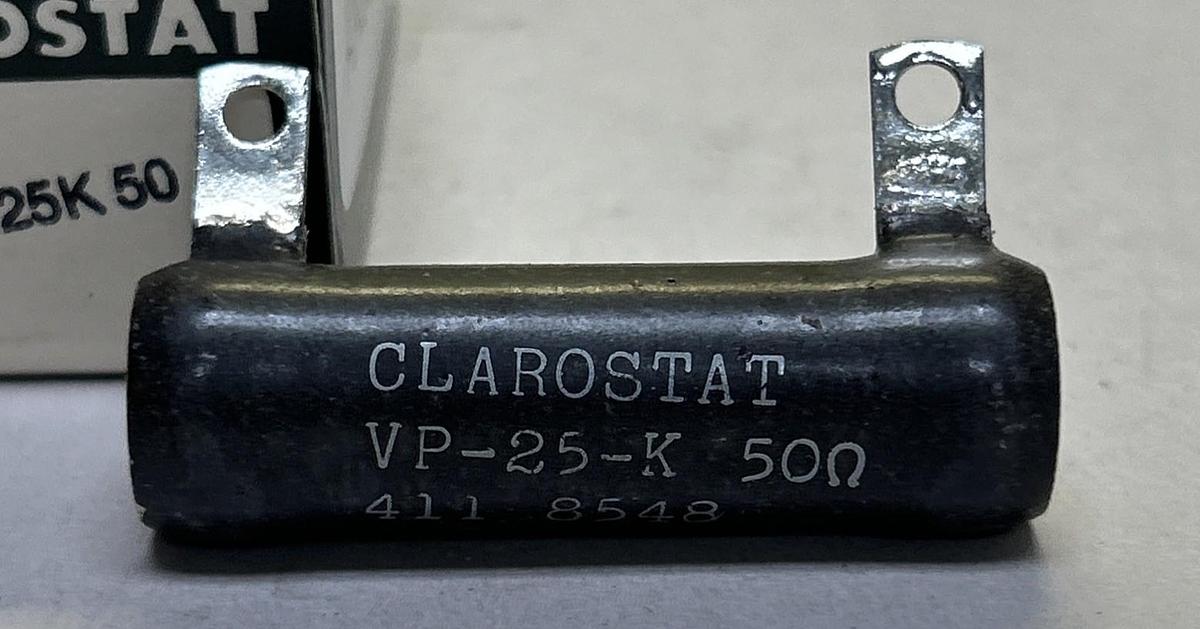 OSTAT
25K 50
CLAROSTAT
VP-25-K 50Ω
411 8548